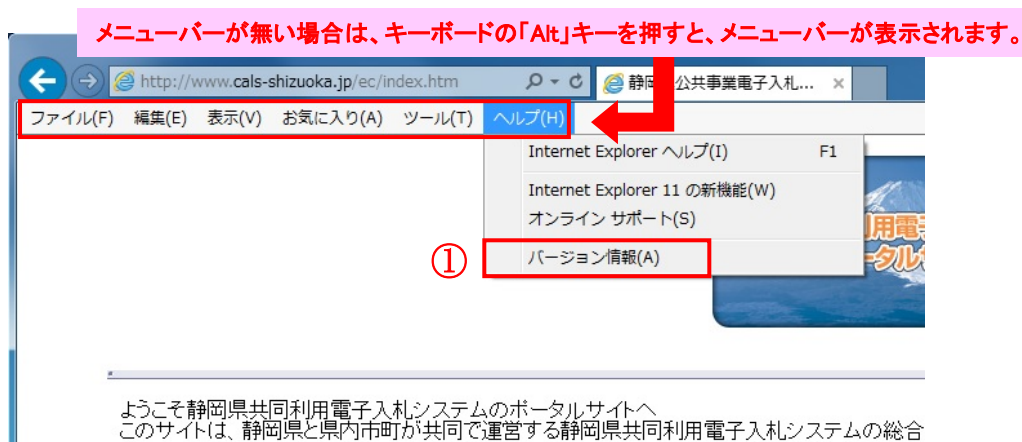 メニューバーが無い場合は、キーボードの「Alt」キーを押すと、メニューバーが表示されます。
http://www.cals-shizuoka.jp/ec/index.htm
静岡 公共事業電子入札... ×
ファイル(F) 編集(E) 表示(V) お気に入り(A) ツール(T) ヘルプ(H)
Internet Explorer ヘルプ(I) F1
Internet Explorer 11 の新機能(W)
オンライン サポート(S)
① バージョン情報(A)
用電
ータル
ようこそ静岡県共同利用電子入札システムのポータルサイトへ
このサイトは、静岡県と県内市町が共同で運営する静岡県共同利用電子入札システムの総合